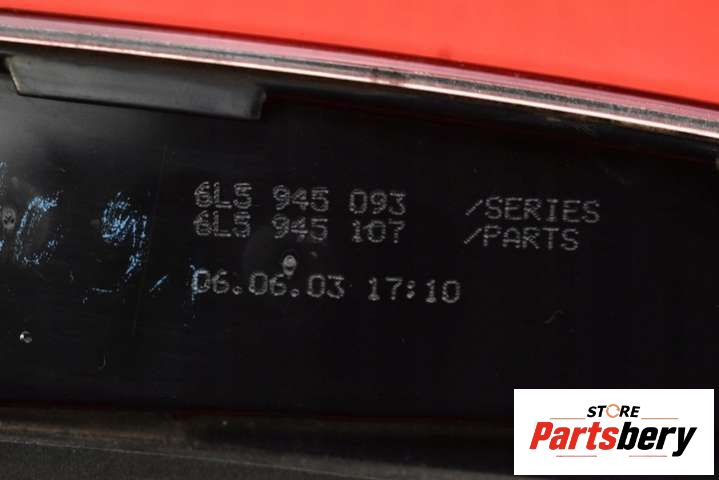 6L5 945 093 /SERIES
6L5 945 107 /PARTS
06.06.03 17:10
STORE
Partsbery